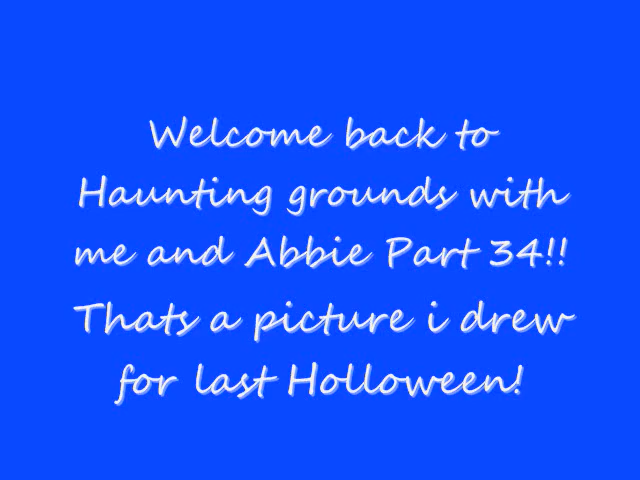 Welcome back to
Haunting grounds with
me and Abbie Part 34!!
Thats a picture i drew
for last Holloween!